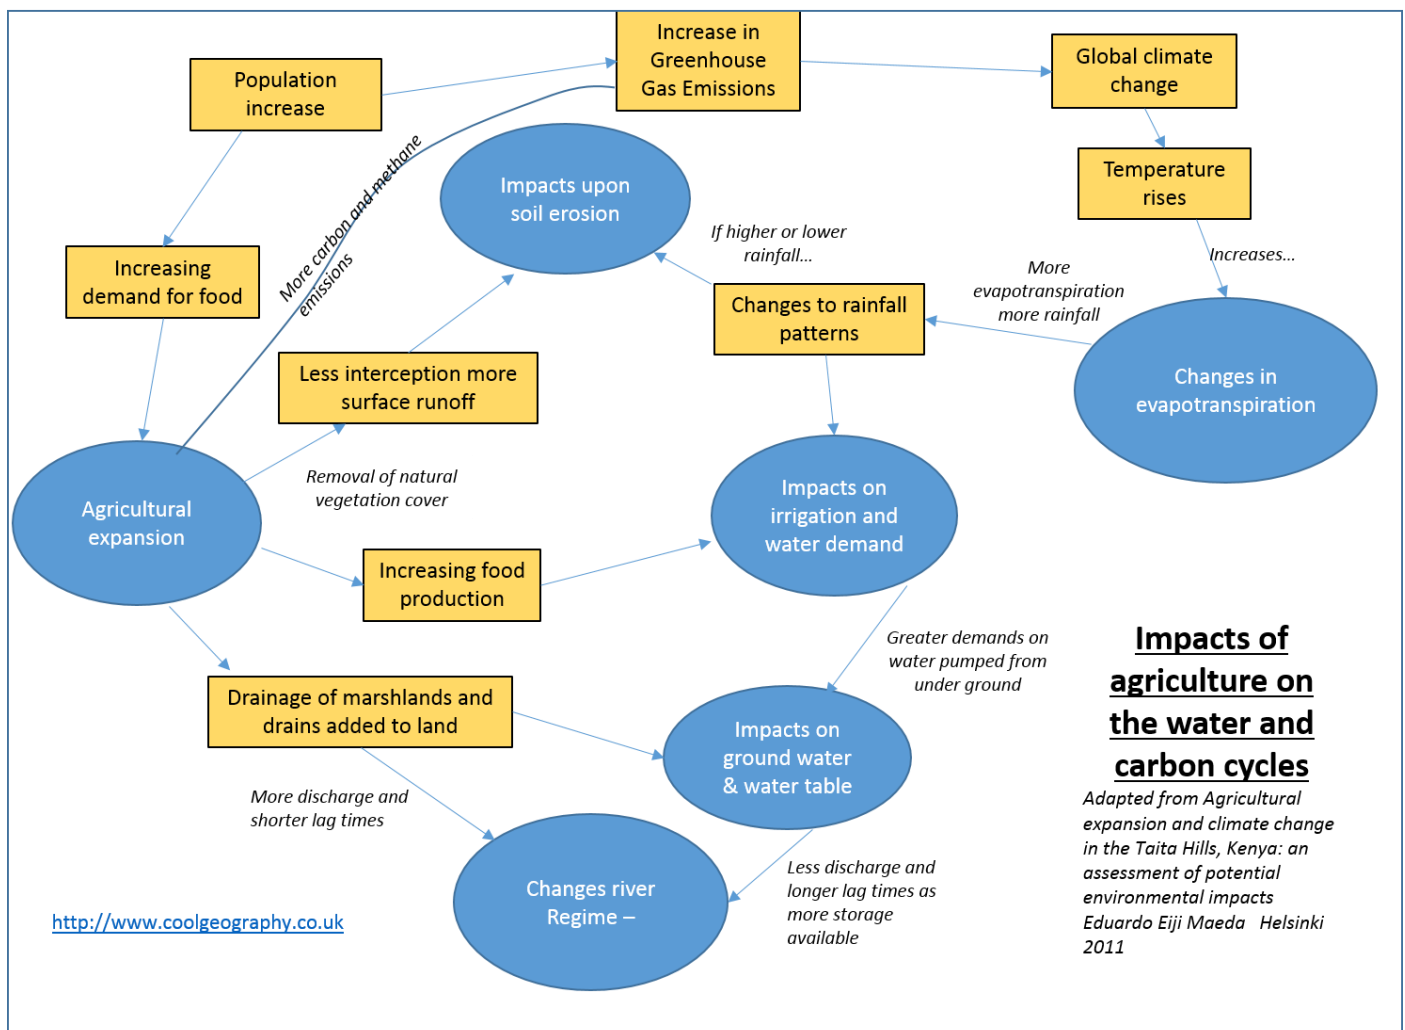 Increase in
Greenhouse
Gas Emissions
Global climate
change
Population
increase
Temperature
rises
Impacts upon
soil erosion
More carbon and methane
emissions
If higher or lower
rainfall...
Increases...
Increasing
demand for food
More
evapotranspiration
more rainfall
Changes to rainfall
patterns
Less interception more
surface runoff
Changes in
evapotranspiration
Removal of natural
vegetation cover
Agricultural
expansion
Impacts on
irrigation and
water demand
Increasing food
production
Greater demands on
water pumped from
under ground
Drainage of marshlands and
drains added to land
Impacts on
ground water
& water table
More discharge and
shorter lag times
Less discharge and
longer lag times as
more storage
available
Changes river
Regime –
http://www.coolgeography.co.uk
Impacts of
agriculture on
the water and
carbon cycles
Adapted from Agricultural
expansion and climate change
in the Taita Hills, Kenya: an
assessment of potential
environmental impacts
Eduardo Eiji Maeda Helsinki
2011